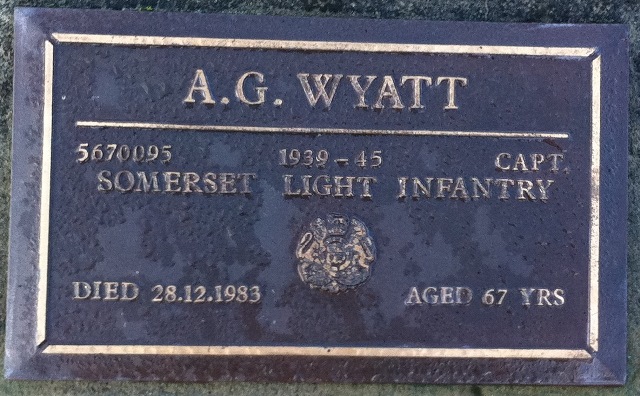 A.G. WYATT
5670095 1939-45 CAPT.
SOMERSET LIGHT INFANTRY
DIED 28.12.1983 AGED 67 YRS